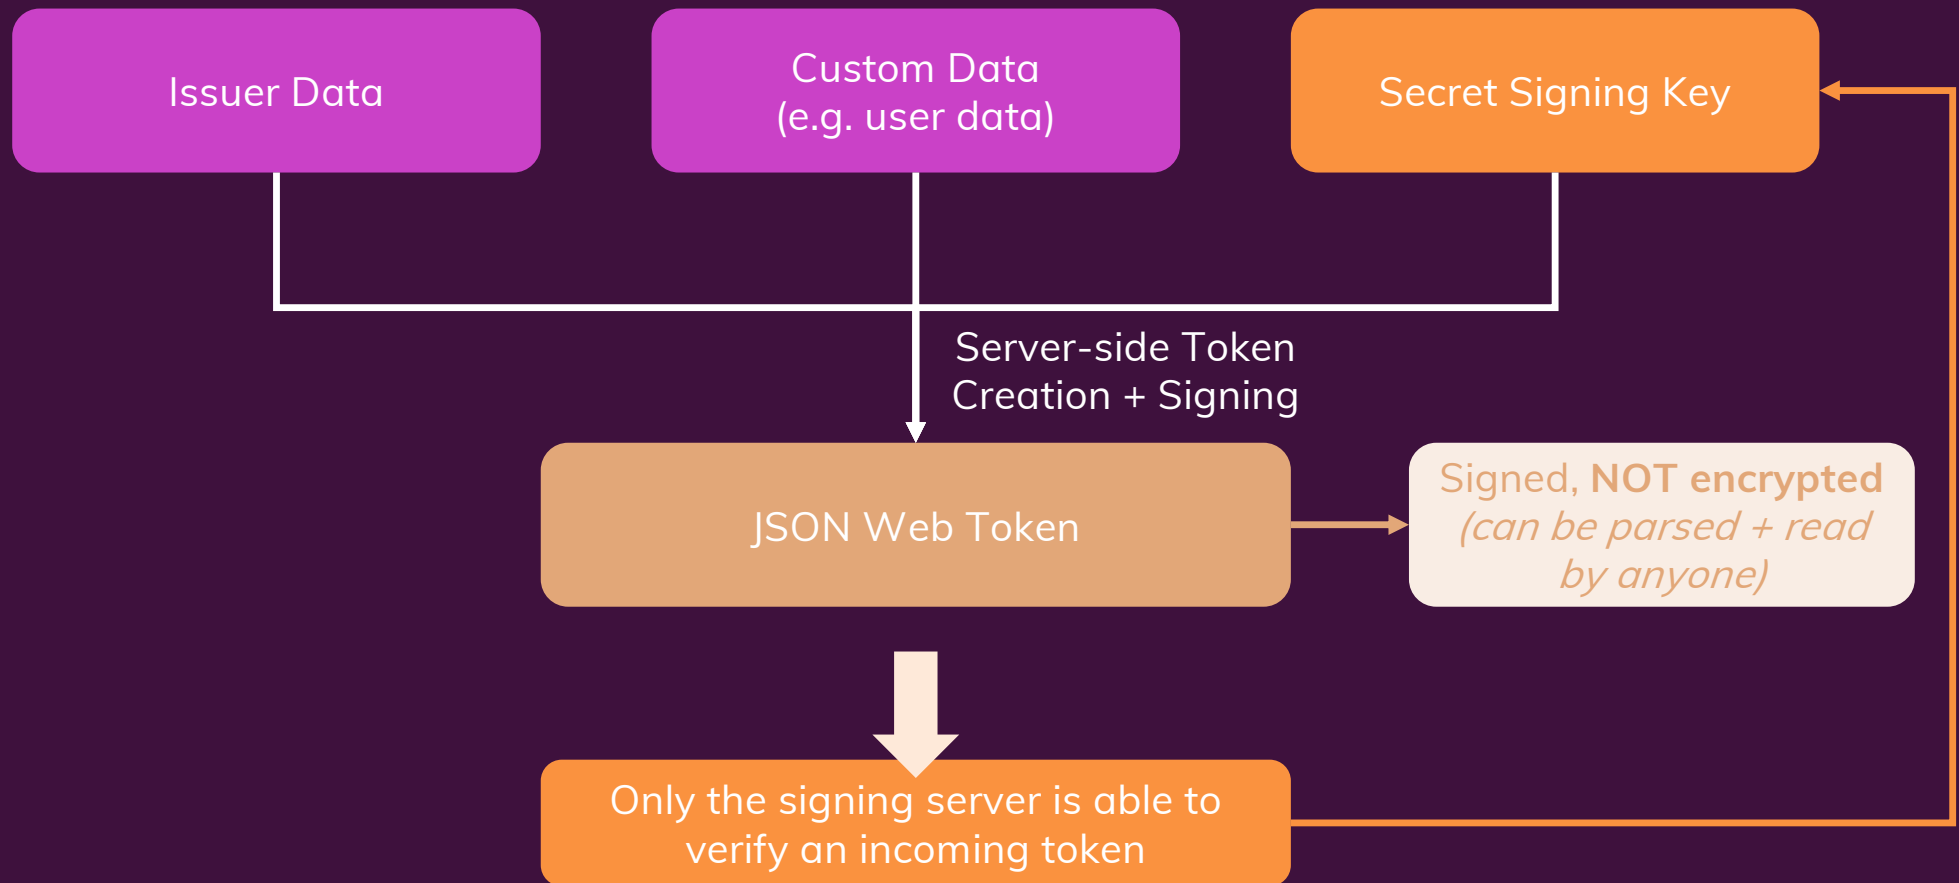 Issuer Data
Custom Data
(e.g. user data)
Secret Signing Key
Server-side Token
Creation + Signing
JSON Web Token
Signed, NOT encrypted
(can be parsed + read
by anyone)
Only the signing server is able to
verify an incoming token